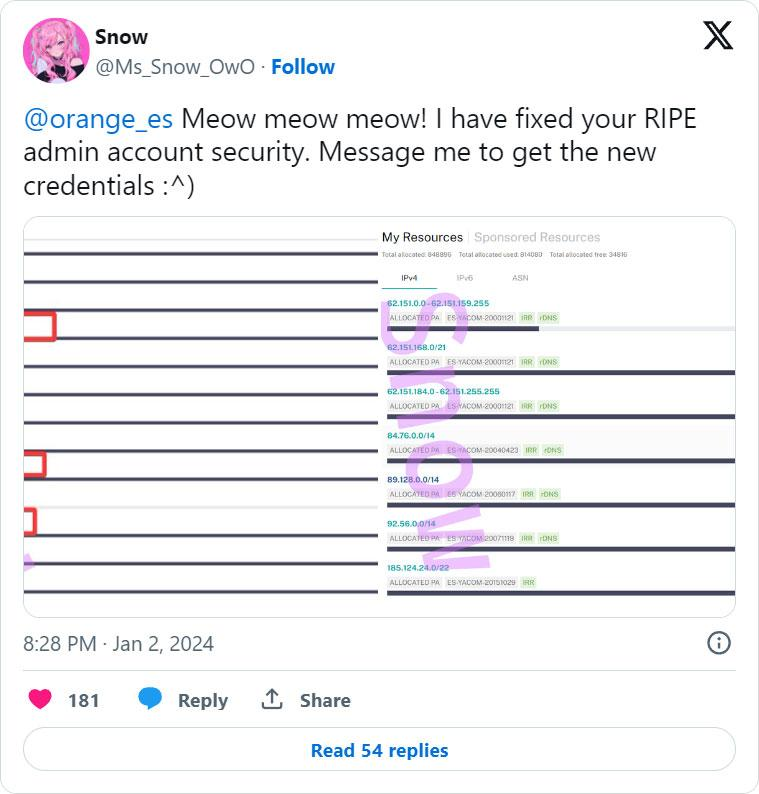 Snow
@Ms_Snow_OwO · Follow
@orange_es Meow meow meow! I have fixed your RIPE
admin account security. Message me to get the new
credentials :^)
My Resources Sponsored Resources
Total allocated: 848896 Total allocated used: 814080 Total allocated free: 34816
IPv4 IPv6 ASN
62.151.0.0 - 62.151.159.255
ALLOCATED PA ES-YACOM-20001121 IRR rDNS
62.151.168.0/21
ALLOCATED PA ES-YACOM-20001121 IRR rDNS
62.151.184.0 - 62.151.255.255
ALLOCATED PA ES-YACOM-20001121 IRR rDNS
84.76.0.0/14
ALLOCATED PA ES-YACOM-20040423 IRR rDNS
89.128.0.0/14
ALLOCATED PA ES-YACOM-20060117 IRR rDNS
92.56.0.0/14
ALLOCATED PA ES-YACOM-20071119 IRR rDNS
185.124.24.0/22
ALLOCATED PA ES-YACOM-20151029 IRR
Snow
8:28 PM · Jan 2, 2024
181 Reply Share
Read 54 replies